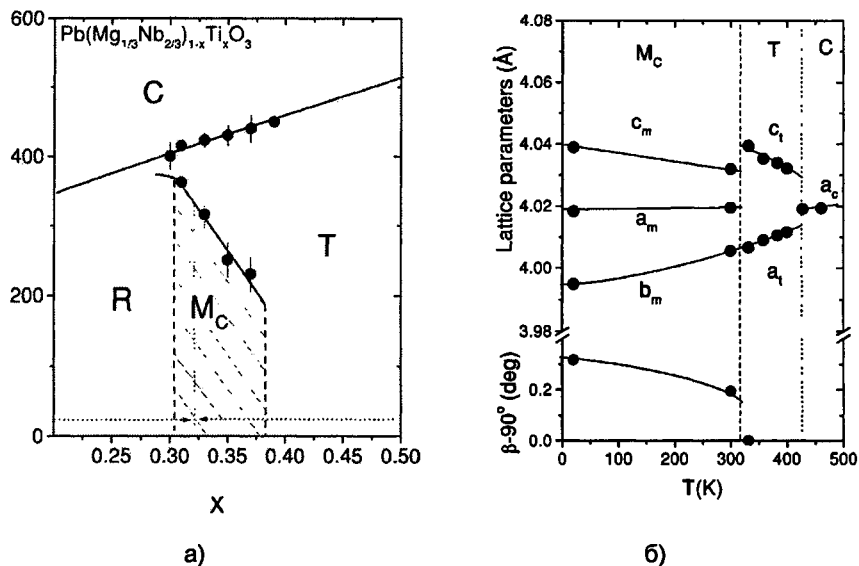 600
400
200
0
Pb(Mg1/3Nb2/3)1-xTixO3
C
R
MC
T
0.25 0.30 0.35 0.40 0.45 0.50
X
а)
4.08
4.06
4.04
4.02
4.00
3.98
0.2
0.0
Lattice parameters (Å)
β-90° (deg)
MC T C
cm ct
am ac
bm at
0 100 200 300 400 500
T(K)
б)